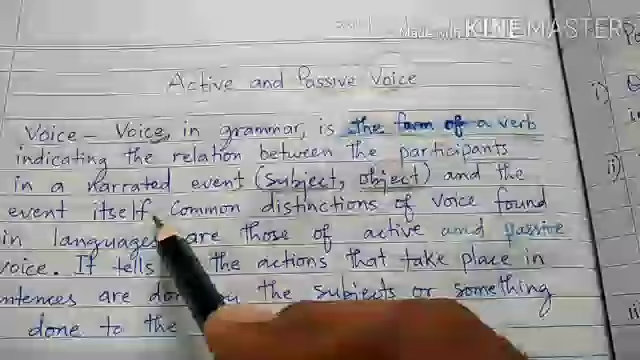 Made with KINEMASTER
Active and Passive Voice
Voice - Voice, in grammar, is the form of a verb
indicating the relation between the participants
in a narrated event (subject, object) and the
event itself. Common distinctions of voice found
in languages are those of active and passive
voice. It tells the actions that take place in
are the subjects or something
done to the
i)
ii)